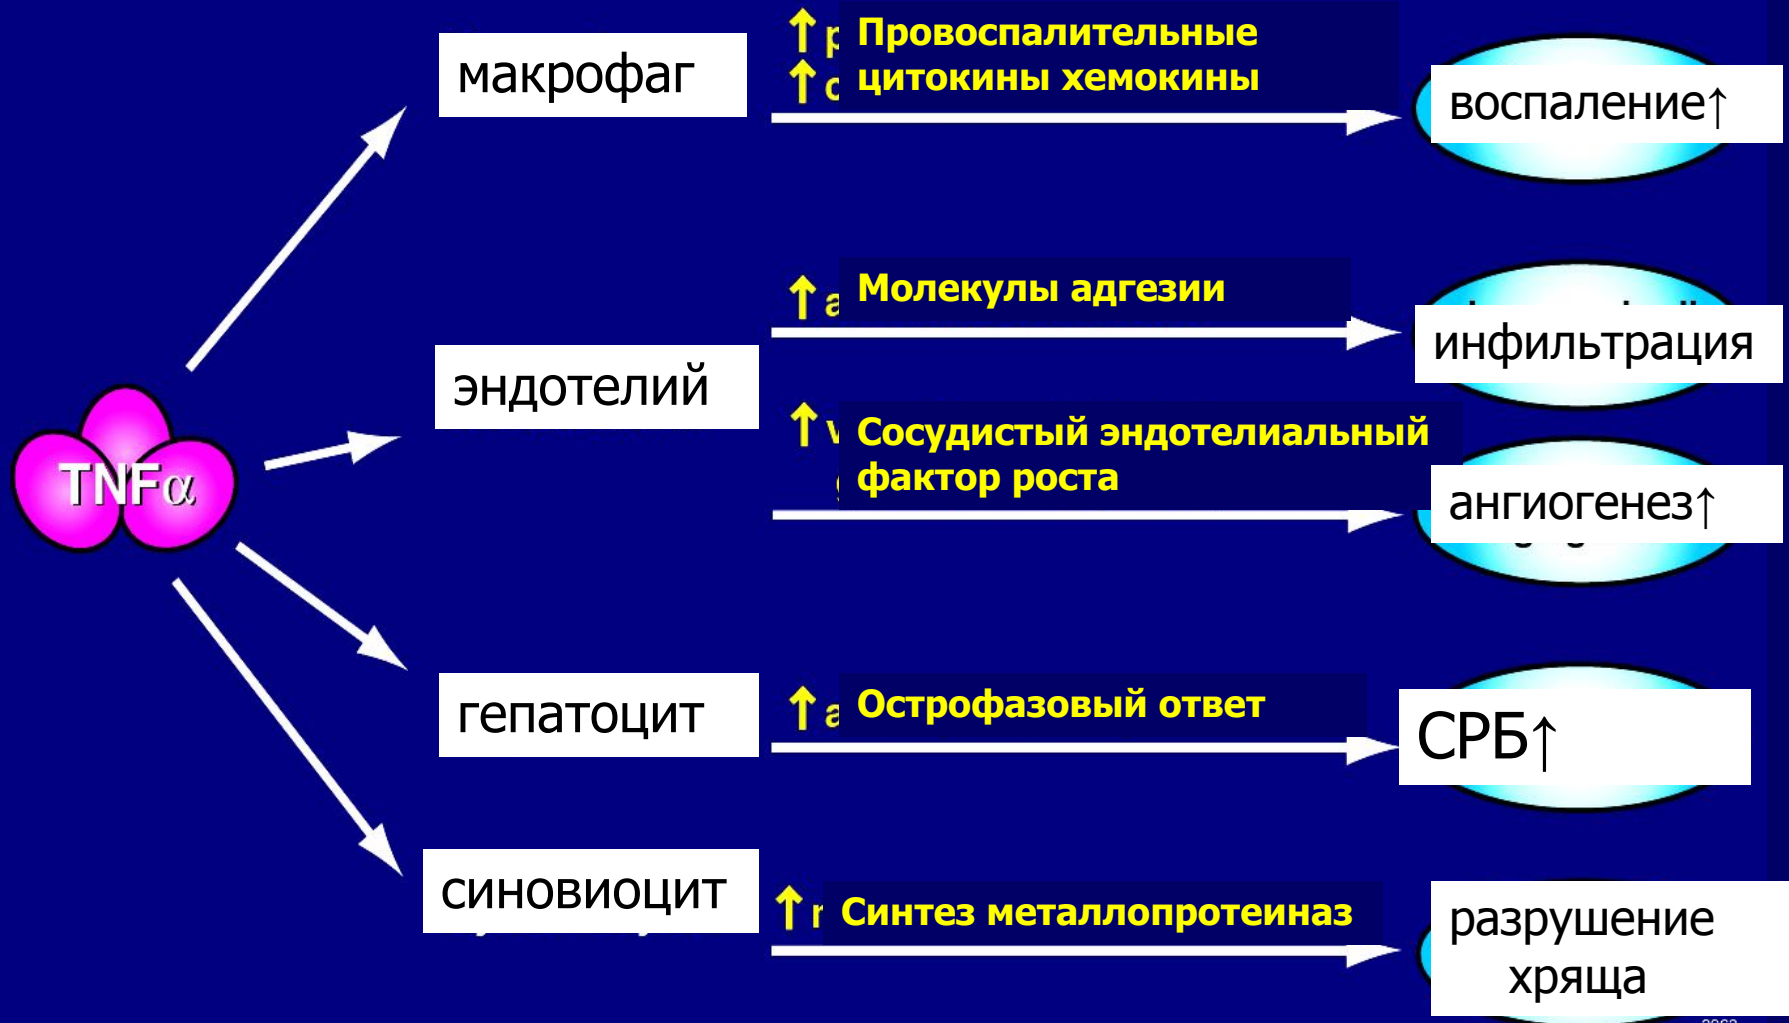 макрофаг
↑ Провоспалительные
↑ цитокины хемокины
воспаление↑
↑ Молекулы адгезии
инфильтрация
эндотелий
↑ Сосудистый эндотелиальный
фактор роста
ангиогенез↑
TNFα
гепатоцит
↑ Острофазовый ответ
СРБ↑
синовиоцит
↑ Синтез металлопротеиназ
разрушение
хряща